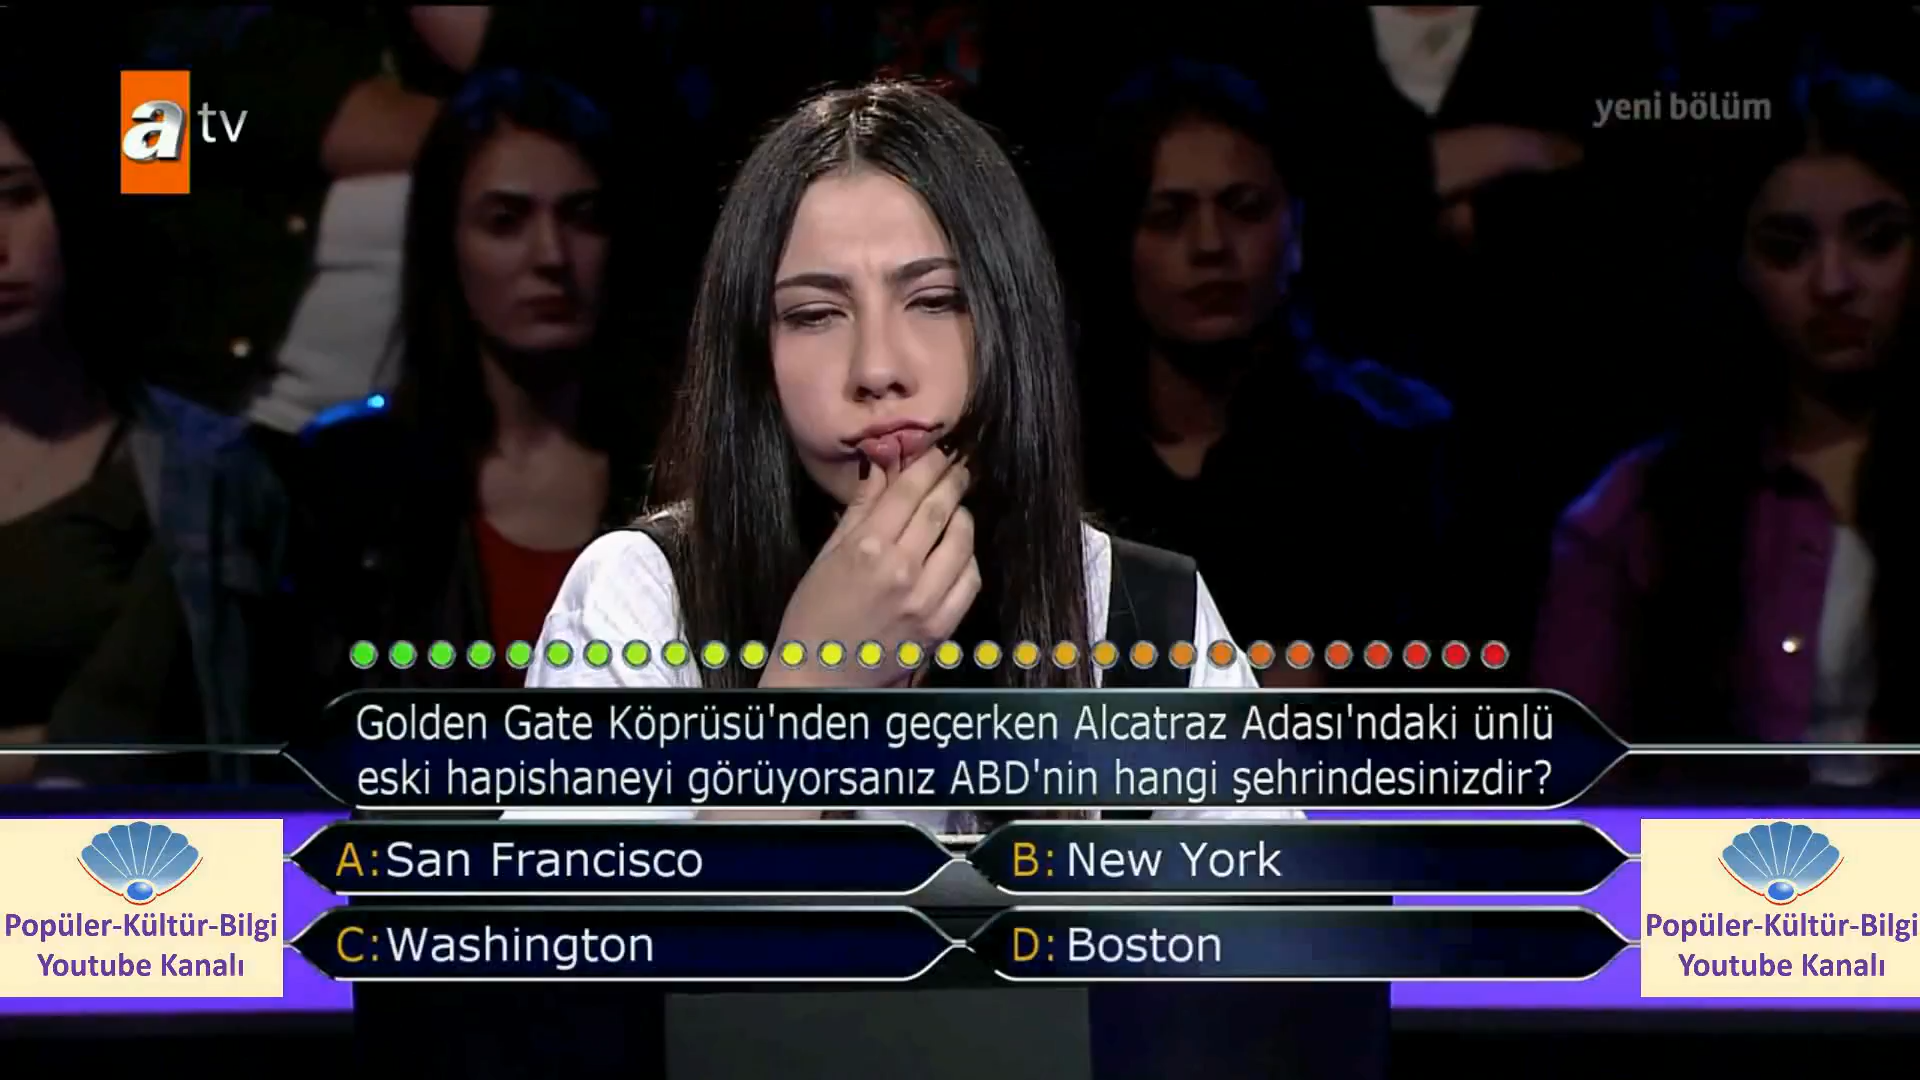 a tv
yeni bölüm
Golden Gate Köprüsü'nden geçerken Alcatraz Adası'ndaki ünlü
eski hapishaneyi görüyorsanız ABD'nin hangi şehrindesinizdir?
A: San Francisco
B: New York
C: Washington
D: Boston
Popüler-Kültür-Bilgi
Youtube Kanalı
Popüler-Kültür-Bilgi
Youtube Kanalı